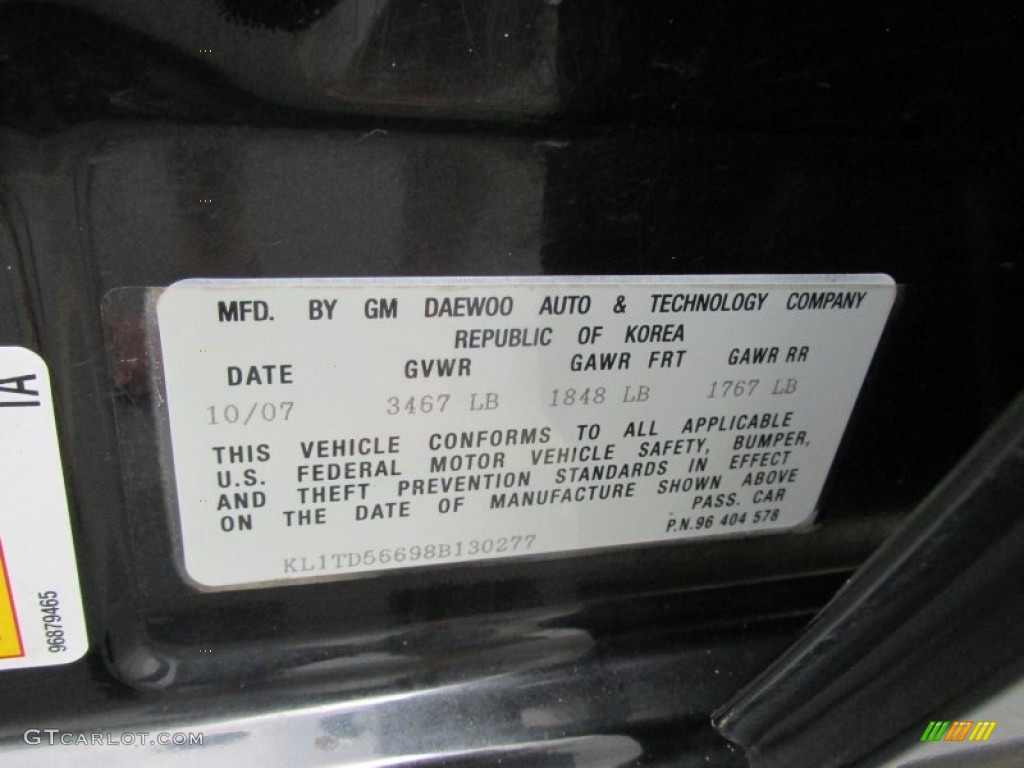 MFD. BY GM DAEWOO AUTO & TECHNOLOGY COMPANY
REPUBLIC OF KOREA
DATE GVWR GAWR FRT GAWR RR
10/07 3467 LB 1848 LB 1767 LB
THIS VEHICLE CONFORMS TO ALL APPLICABLE
U.S. FEDERAL MOTOR VEHICLE SAFETY, BUMPER,
AND THEFT PREVENTION STANDARDS IN EFFECT
ON THE DATE OF MANUFACTURE SHOWN ABOVE
PASS. CAR
P.N.96 404 578
KL1TD56698B130277
IA
96879465
GTCARLOT.COM